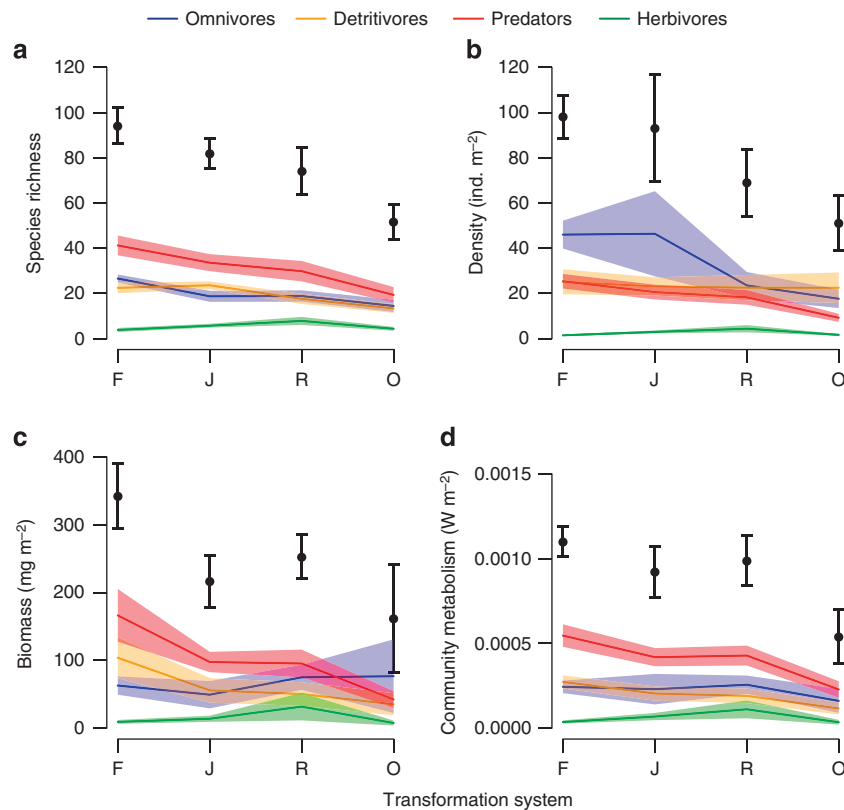 Omnivores Detritivores Predators Herbivores
a
Species richness
120
100
80
60
40
20
0
F J R O
b
Density (ind. m⁻²)
120
100
80
60
40
20
0
F J R O
c
Biomass (mg m⁻²)
400
300
200
100
0
F J R O
d
Community metabolism (W m⁻²)
0.0015
0.0010
0.0005
0.0000
F J R O
Transformation system